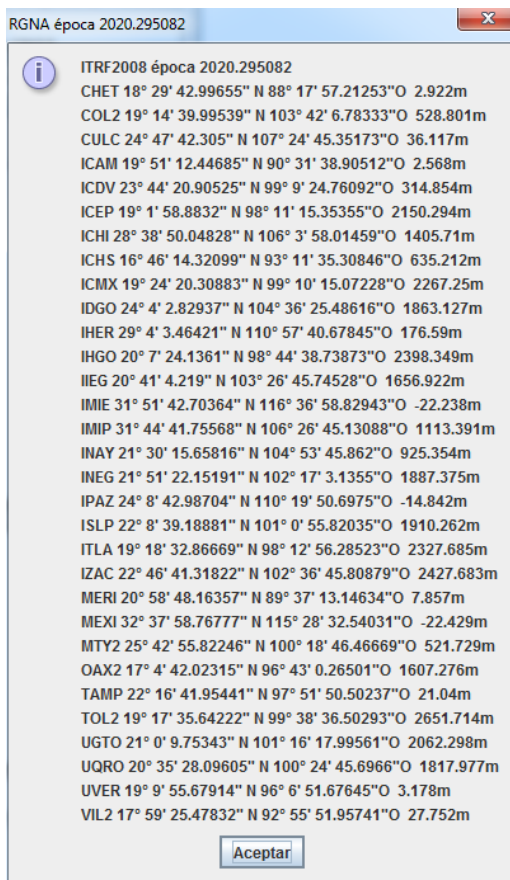 RGNA época 2020.295082
ITRF2008 época 2020.295082
CHET 18° 29' 42.99655" N 88° 17' 57.21253"O 2.922m
COL2 19° 14' 39.99539" N 103° 42' 6.78333"O 528.801m
CULC 24° 47' 42.305" N 107° 24' 45.35173"O 36.117m
ICAM 19° 51' 12.44685" N 90° 31' 38.90512"O 2.568m
ICDV 23° 44' 20.90525" N 99° 9' 24.76092"O 314.854m
ICEP 19° 1' 58.8832" N 98° 11' 15.35355"O 2150.294m
ICHI 28° 38' 50.04828" N 106° 3' 58.01459"O 1405.71m
ICHS 16° 46' 14.32099" N 93° 11' 35.30846"O 635.212m
ICMX 19° 24' 20.30883" N 99° 10' 15.07228"O 2267.25m
IDGO 24° 4' 2.82937" N 104° 36' 25.48616"O 1863.127m
IHER 29° 4' 3.46421" N 110° 57' 40.67845"O 176.59m
IHGO 20° 7' 24.1361" N 98° 44' 38.73873"O 2398.349m
IIEG 20° 41' 4.219" N 103° 26' 45.74528"O 1656.922m
IMIE 31° 51' 42.70364" N 116° 36' 58.82943"O -22.238m
IMIP 31° 44' 41.75568" N 106° 26' 45.13088"O 1113.391m
INAY 21° 30' 15.65816" N 104° 53' 45.862"O 925.354m
INEG 21° 51' 22.15191" N 102° 17' 3.1355"O 1887.375m
IPAZ 24° 8' 42.98704" N 110° 19' 50.6975"O -14.842m
ISLP 22° 8' 39.18881" N 101° 0' 55.82035"O 1910.262m
ITLA 19° 18' 32.86669" N 98° 12' 56.28523"O 2327.685m
IZAC 22° 46' 41.31822" N 102° 36' 45.80879"O 2427.683m
MERI 20° 58' 48.16357" N 89° 37' 13.14634"O 7.857m
MEXI 32° 37' 58.76777" N 115° 28' 32.54031"O -22.429m
MTY2 25° 42' 55.82246" N 100° 18' 46.46669"O 521.729m
OAX2 17° 4' 42.02315" N 96° 43' 0.26501"O 1607.276m
TAMP 22° 16' 41.95441" N 97° 51' 50.50237"O 21.04m
TOL2 19° 17' 35.64222" N 99° 38' 36.50293"O 2651.714m
UGTO 21° 0' 9.75343" N 101° 16' 17.99561"O 2062.298m
UQRO 20° 35' 28.09605" N 100° 24' 45.6966"O 1817.977m
UVER 19° 9' 55.67914" N 96° 6' 51.67645"O 3.178m
VIL2 17° 59' 25.47832" N 92° 55' 51.95741"O 27.752m
Aceptar